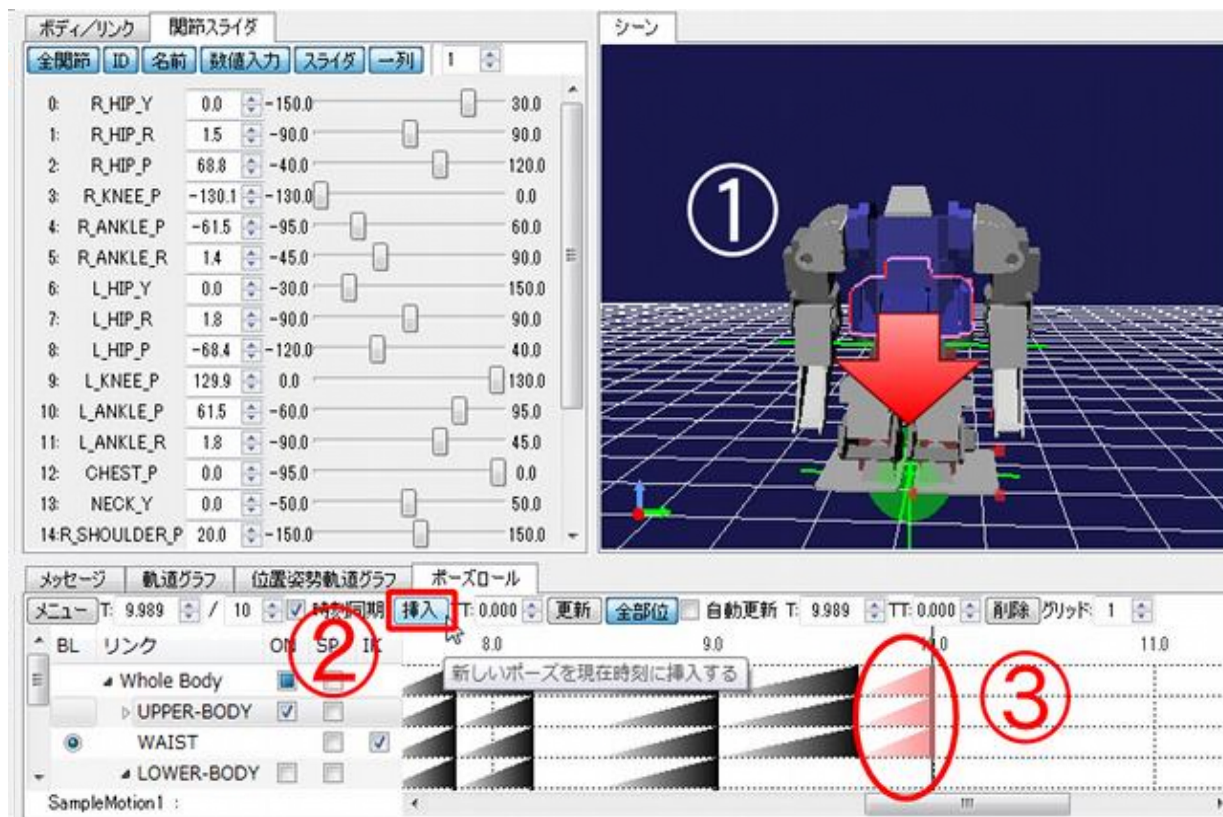 ボディ/リンク 関節スライダ
全関節 ID 名前 数値入力 スライダ 一列 1
0: R_HIP_Y 0.0 -150.0 30.0
1: R_HIP_R 1.5 -90.0 90.0
2: R_HIP_P 68.8 -40.0 120.0
3: R_KNEE_P -130.1 -130.0 0.0
4: R_ANKLE_P -61.5 -95.0 60.0
5: R_ANKLE_R 1.4 -45.0 90.0
6: L_HIP_Y 0.0 -30.0 150.0
7: L_HIP_R 1.8 -90.0 90.0
8: L_HIP_P -68.4 -120.0 40.0
9: L_KNEE_P 129.9 0.0 130.0
10: L_ANKLE_P 61.5 -60.0 95.0
11: L_ANKLE_R 1.8 -90.0 45.0
12: CHEST_P 0.0 -95.0 0.0
13: NECK_Y 0.0 -50.0 50.0
14:R_SHOULDER_P 20.0 -150.0 150.0
シーン
①
メッセージ 軌道グラフ 位置姿勢軌道グラフ ポーズロール
メニュー T: 9.989 / 10 時刻同期 挿入 TT: 0.000 更新 全部位 自動更新 T: 9.989 TT: 0.000 削除 グリッド: 1
BL リンク ON SP IK 8.0 9.0 11.0
②
新しいポーズを現在時刻に挿入する
③
Whole Body
UPPER-BODY
WAIST
LOWER-BODY
SampleMotion1 :